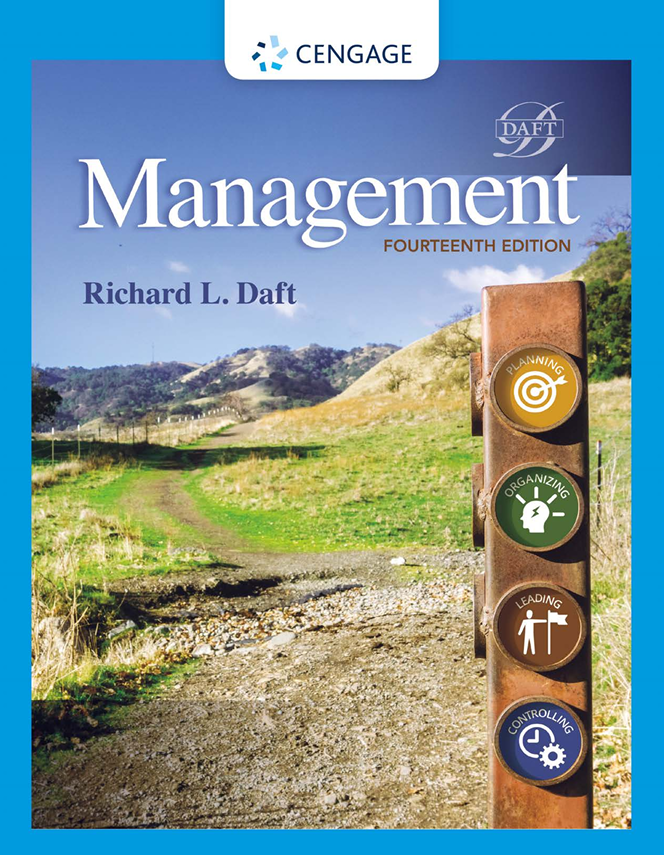 CENGAGE
DAFT
Management
FOURTEENTH EDITION
Richard L. Daft
PLANNING
ORGANIZING
LEADING
CONTROLLING